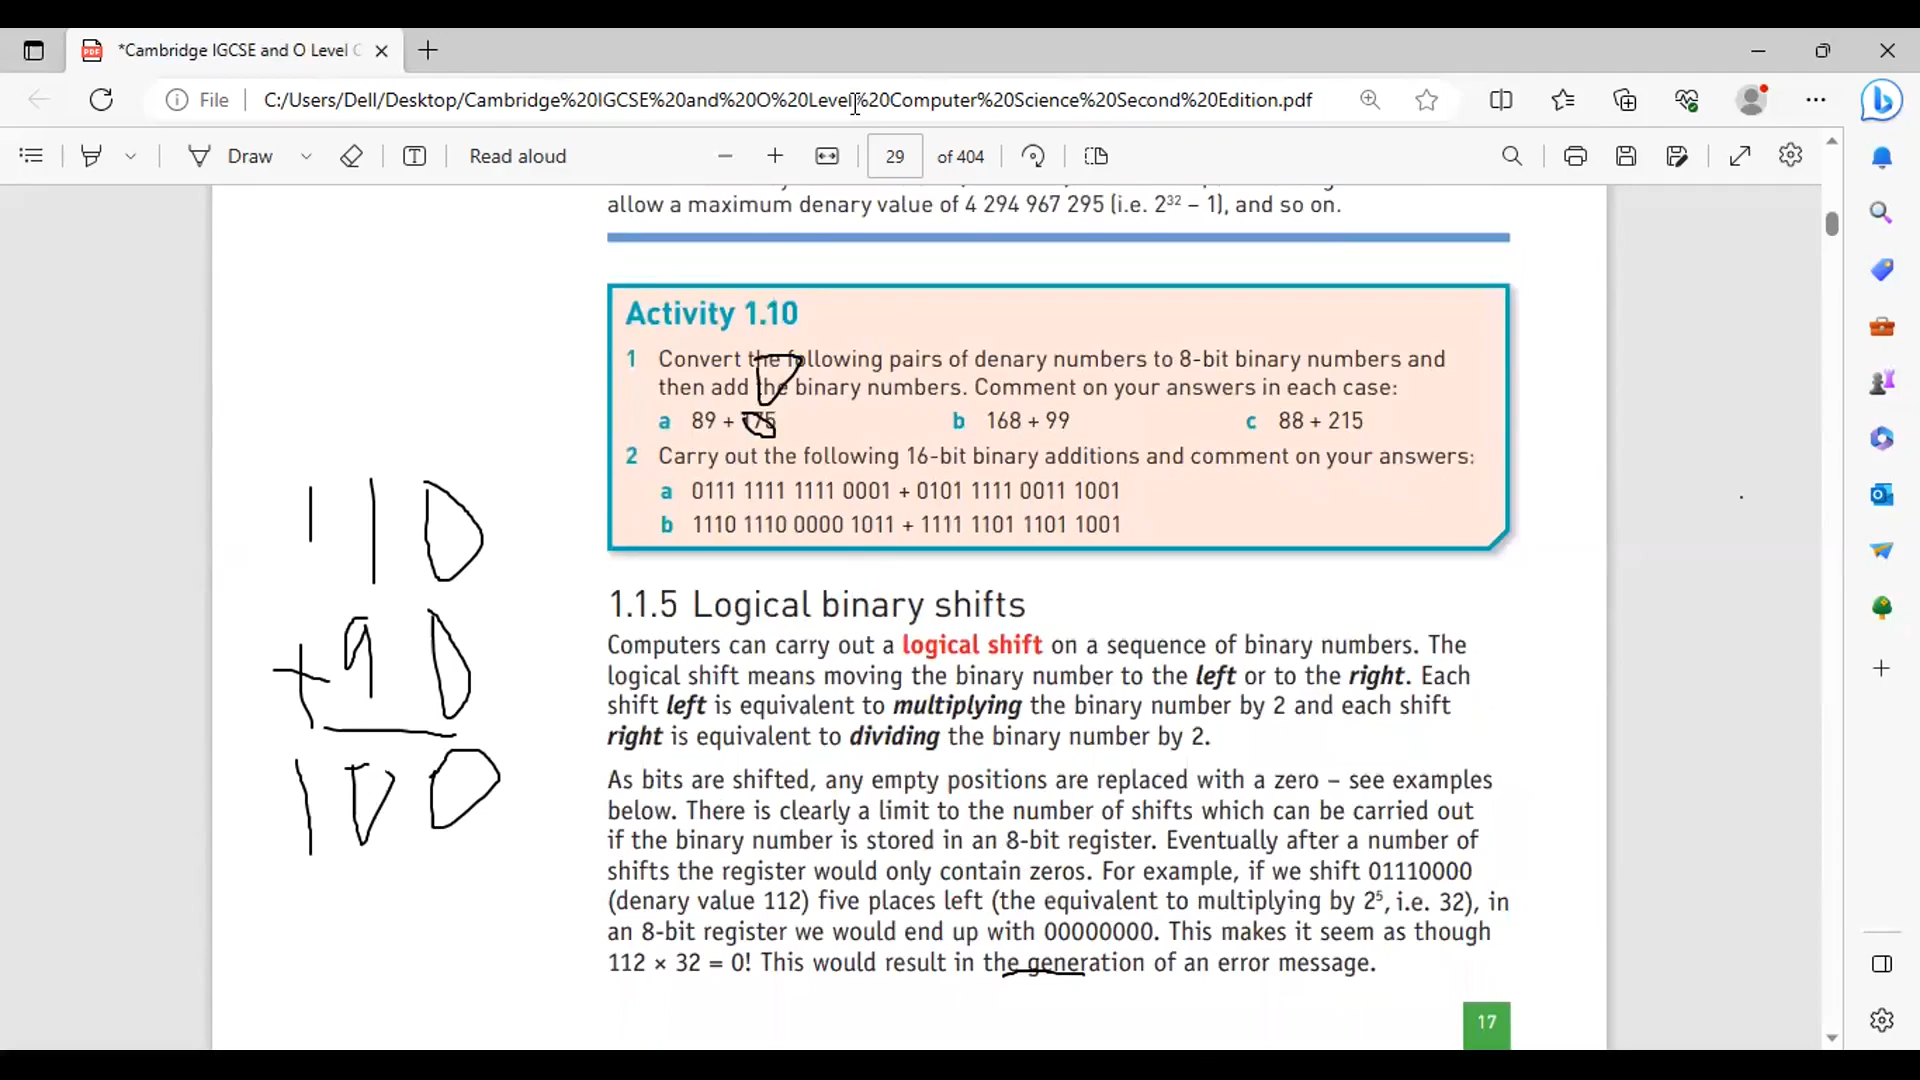 *Cambridge IGCSE and O Level C
File
C:/Users/Dell/Desktop/Cambridge%20IGCSE%20and%20O%20Level%20Computer%20Science%20Second%20Edition.pdf
Draw
Read aloud
29
of 404
allow a maximum denary value of 4 294 967 295 (i.e. 2³² – 1), and so on.
Activity 1.10
1 Convert the following pairs of denary numbers to 8-bit binary numbers and
then add the binary numbers. Comment on your answers in each case:
a 89 + 175 b 168 + 99 c 88 + 215
2 Carry out the following 16-bit binary additions and comment on your answers:
a 0111 1111 1111 0001 + 0101 1111 0011 1001
b 1110 1110 0000 1011 + 1111 1101 1101 1001
1 1 0
+ 9 0
1 0 0
1.1.5 Logical binary shifts
Computers can carry out a logical shift on a sequence of binary numbers. The
logical shift means moving the binary number to the left or to the right. Each
shift left is equivalent to multiplying the binary number by 2 and each shift
right is equivalent to dividing the binary number by 2.
As bits are shifted, any empty positions are replaced with a zero – see examples
below. There is clearly a limit to the number of shifts which can be carried out
if the binary number is stored in an 8-bit register. Eventually after a number of
shifts the register would only contain zeros. For example, if we shift 01110000
(denary value 112) five places left (the equivalent to multiplying by 2⁵, i.e. 32), in
an 8-bit register we would end up with 00000000. This makes it seem as though
112 × 32 = 0! This would result in the generation of an error message.
17